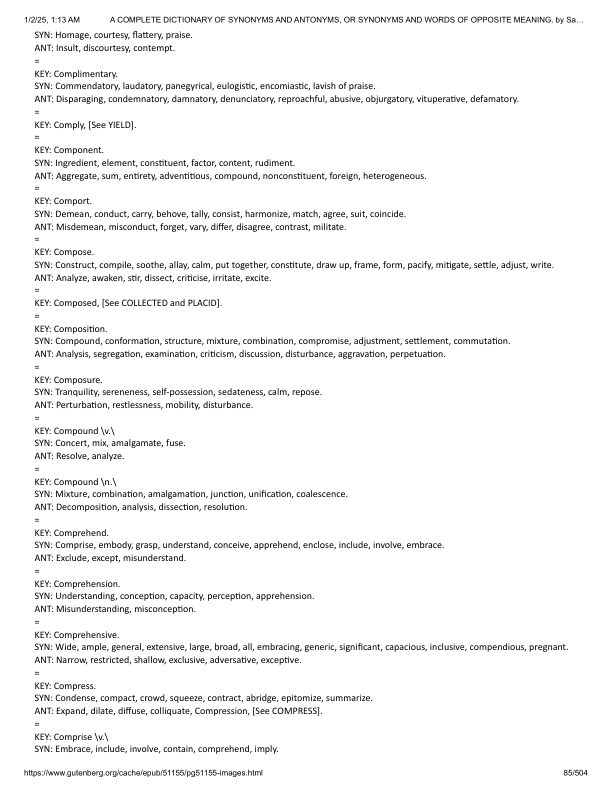 1/2/25, 1:13 AM A COMPLETE DICTIONARY OF SYNONYMS AND ANTONYMS, OR SYNONYMS AND WORDS OF OPPOSITE MEANING. by Sa…
SYN: Homage, courtesy, flattery, praise.
ANT: Insult, discourtesy, contempt.
=
KEY: Complimentary.
SYN: Commendatory, laudatory, panegyrical, eulogistic, encomiastic, lavish of praise.
ANT: Disparaging, condemnatory, damnatory, denunciatory, reproachful, abusive, objurgatory, vituperative, defamatory.
=
KEY: Comply, [See YIELD].
=
KEY: Component.
SYN: Ingredient, element, constituent, factor, content, rudiment.
ANT: Aggregate, sum, entirety, adventitious, compound, nonconstituent, foreign, heterogeneous.
=
KEY: Comport.
SYN: Demean, conduct, carry, behove, tally, consist, harmonize, match, agree, suit, coincide.
ANT: Misdemean, misconduct, forget, vary, differ, disagree, contrast, militate.
=
KEY: Compose.
SYN: Construct, compile, soothe, allay, calm, put together, constitute, draw up, frame, form, pacify, mitigate, settle, adjust, write.
ANT: Analyze, awaken, stir, dissect, criticise, irritate, excite.
=
KEY: Composed, [See COLLECTED and PLACID].
=
KEY: Composition.
SYN: Compound, conformation, structure, mixture, combination, compromise, adjustment, settlement, commutation.
ANT: Analysis, segregation, examination, criticism, discussion, disturbance, aggravation, perpetuation.
=
KEY: Composure.
SYN: Tranquility, sereneness, self-possession, sedateness, calm, repose.
ANT: Perturbation, restlessness, mobility, disturbance.
=
KEY: Compound \v.\
SYN: Concert, mix, amalgamate, fuse.
ANT: Resolve, analyze.
=
KEY: Compound \n.\
SYN: Mixture, combination, amalgamation, junction, unification, coalescence.
ANT: Decomposition, analysis, dissection, resolution.
=
KEY: Comprehend.
SYN: Comprise, embody, grasp, understand, conceive, apprehend, enclose, include, involve, embrace.
ANT: Exclude, except, misunderstand.
=
KEY: Comprehension.
SYN: Understanding, conception, capacity, perception, apprehension.
ANT: Misunderstanding, misconception.
=
KEY: Comprehensive.
SYN: Wide, ample, general, extensive, large, broad, all, embracing, generic, significant, capacious, inclusive, compendious, pregnant.
ANT: Narrow, restricted, shallow, exclusive, adversative, exceptive.
=
KEY: Compress.
SYN: Condense, compact, crowd, squeeze, contract, abridge, epitomize, summarize.
ANT: Expand, dilate, diffuse, colliquate, Compression, [See COMPRESS].
=
KEY: Comprise \v.\
SYN: Embrace, include, involve, contain, comprehend, imply.
https://www.gutenberg.org/cache/epub/51155/pg51155-images.html 85/504